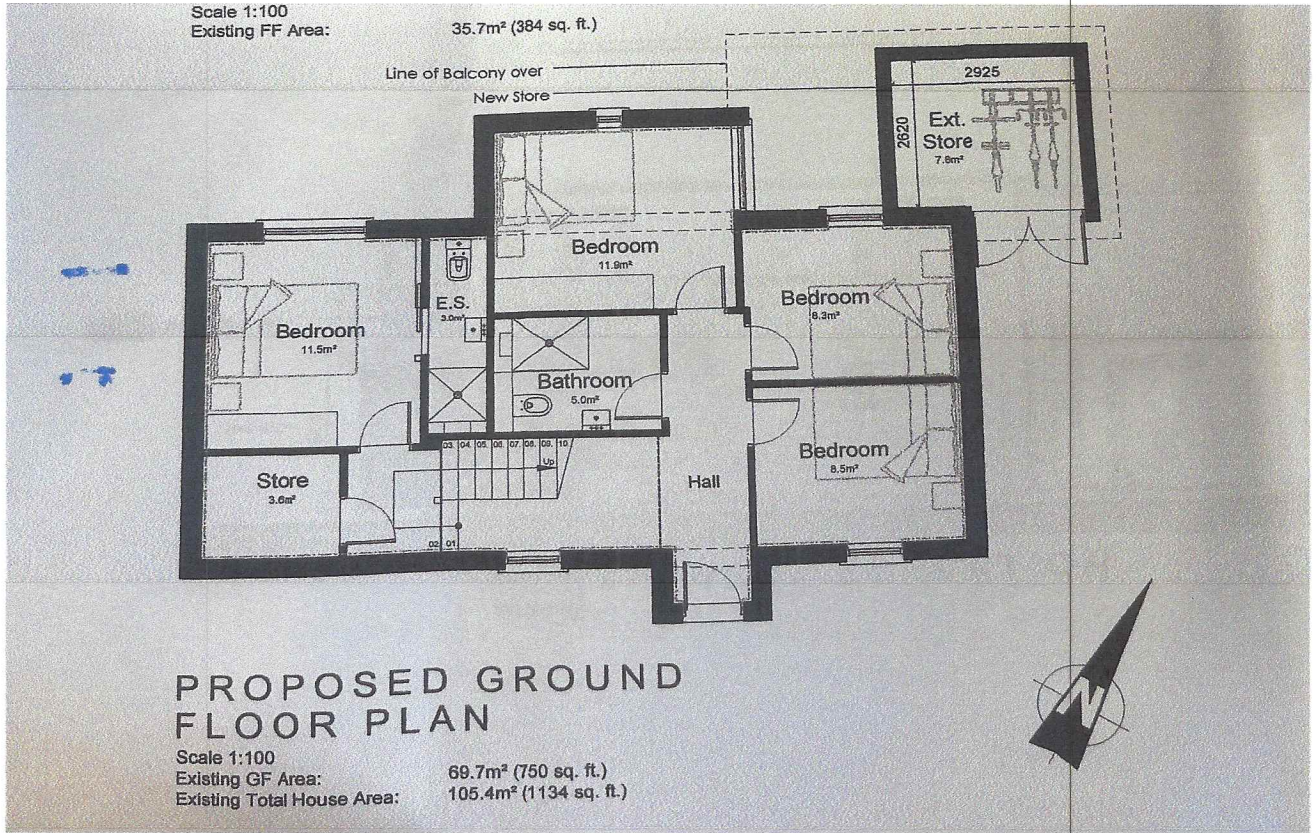 Scale 1:100
Existing FF Area: 35.7m² (384 sq. ft.)
Line of Balcony over
New Store
2925
2620
Ext.
Store
7.8m²
Bedroom
11.9m²
E.S.
3.0m²
Bedroom
11.5m²
Bedroom
8.3m²
Bathroom
5.0m²
03. 04. 05. 06. 07. 08. 09. 10
Up
Bedroom
8.5m²
Store
3.6m²
Hall
02. 01
N
PROPOSED GROUND
FLOOR PLAN
Scale 1:100
Existing GF Area: 69.7m² (750 sq. ft.)
Existing Total House Area: 105.4m² (1134 sq. ft.)